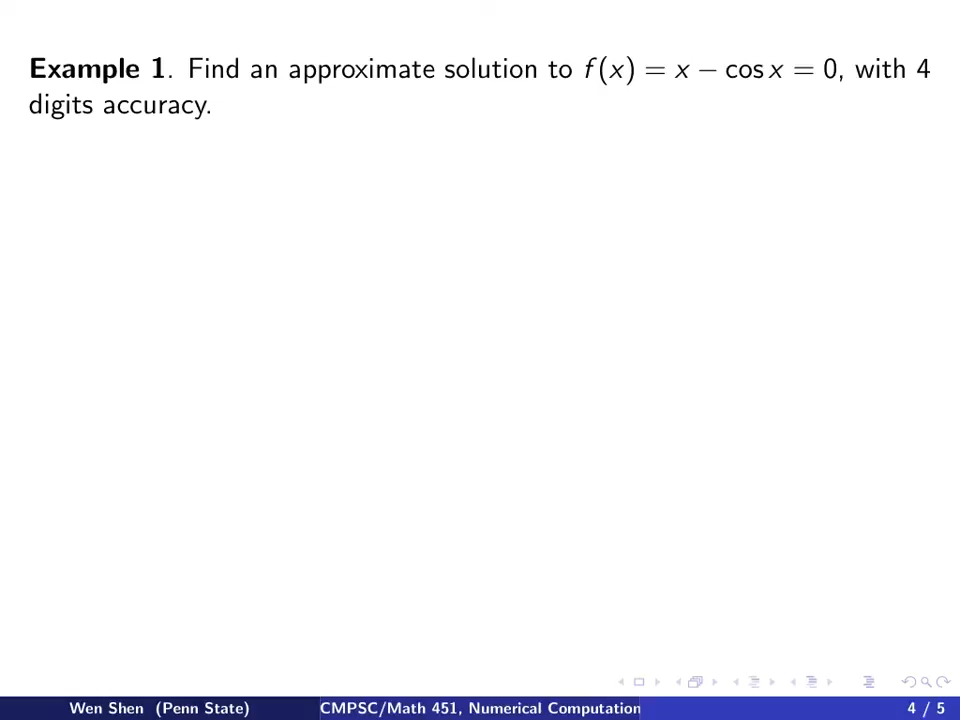 Example 1. Find an approximate solution to f(x) = x − cos x = 0, with 4
digits accuracy.
Wen Shen (Penn State) CMPSC/Math 451, Numerical Computation 4 / 5